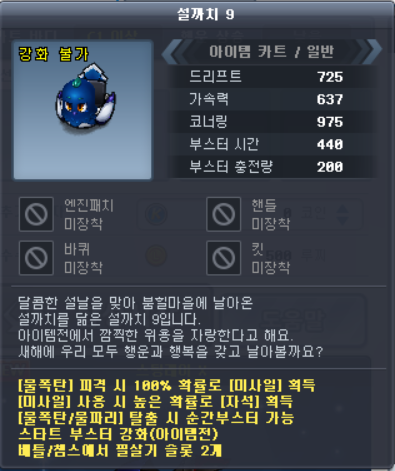 설까치 9
강화 불가
아이템 카트 / 일반
드리프트 725
가속력 637
코너링 975
부스터 시간 440
부스터 충전량 200
엔진패치
미장착
핸들
미장착
바퀴
미장착
킷
미장착
달콤한 설날을 맞아 붐힐마을에 날아온
설까치를 닮은 설까치 9입니다.
아이템전에서 깜짝한 위용을 자랑한다고 해요.
새해에 우리 모두 행운과 행복을 갖고 날아볼까요?
[물폭탄] 피격 시 100% 확률로 [미사일] 획득
[미사일] 사용 시 높은 확률로 [자석] 획득
[물폭탄/물파리] 탈출 시 순간부스터 가능
스타트 부스터 강화(아이템전)
배틀/챔스에서 필살기 슬롯 2개